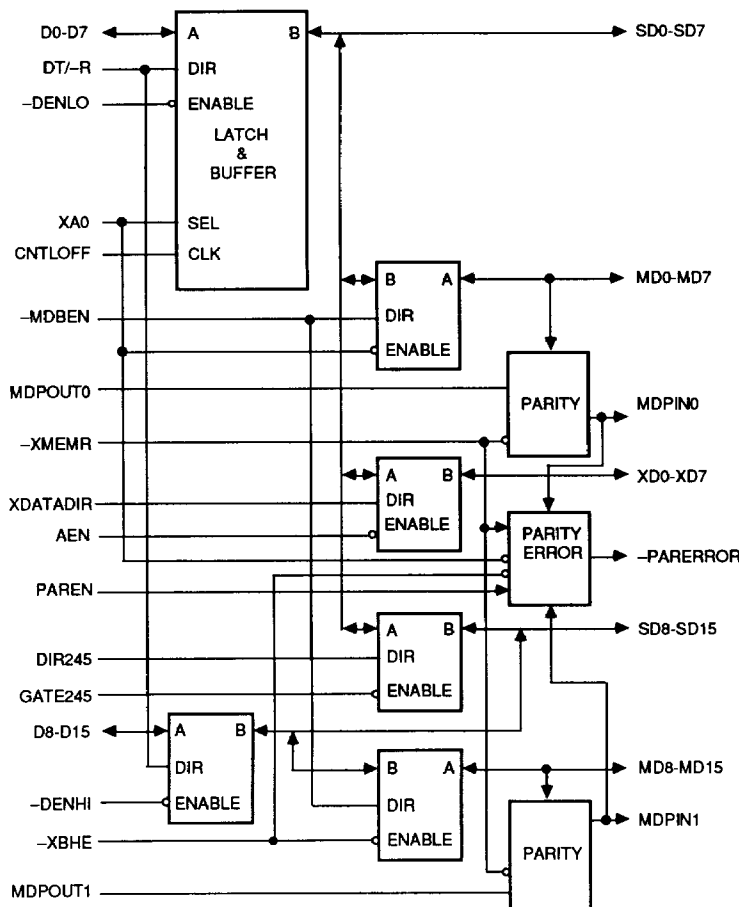 D0-D7
A
B
SD0-SD7
DT/-R
DIR
–DENLO
ENABLE
LATCH
&
BUFFER
XA0
SEL
CNTLOFF
CLK
B
A
MD0-MD7
–MDBEN
DIR
ENABLE
MDPOUT0
PARITY
MDPIN0
–XMEMR
A
B
XD0-XD7
XDATADIR
DIR
ENABLE
AEN
PARITY
ERROR
–PARERROR
PAREN
A
B
SD8-SD15
DIR245
DIR
GATE245
ENABLE
D8-D15
A
B
DIR
–DENHI
ENABLE
B
A
MD8-MD15
DIR
–XBHE
ENABLE
PARITY
MDPIN1
MDPOUT1